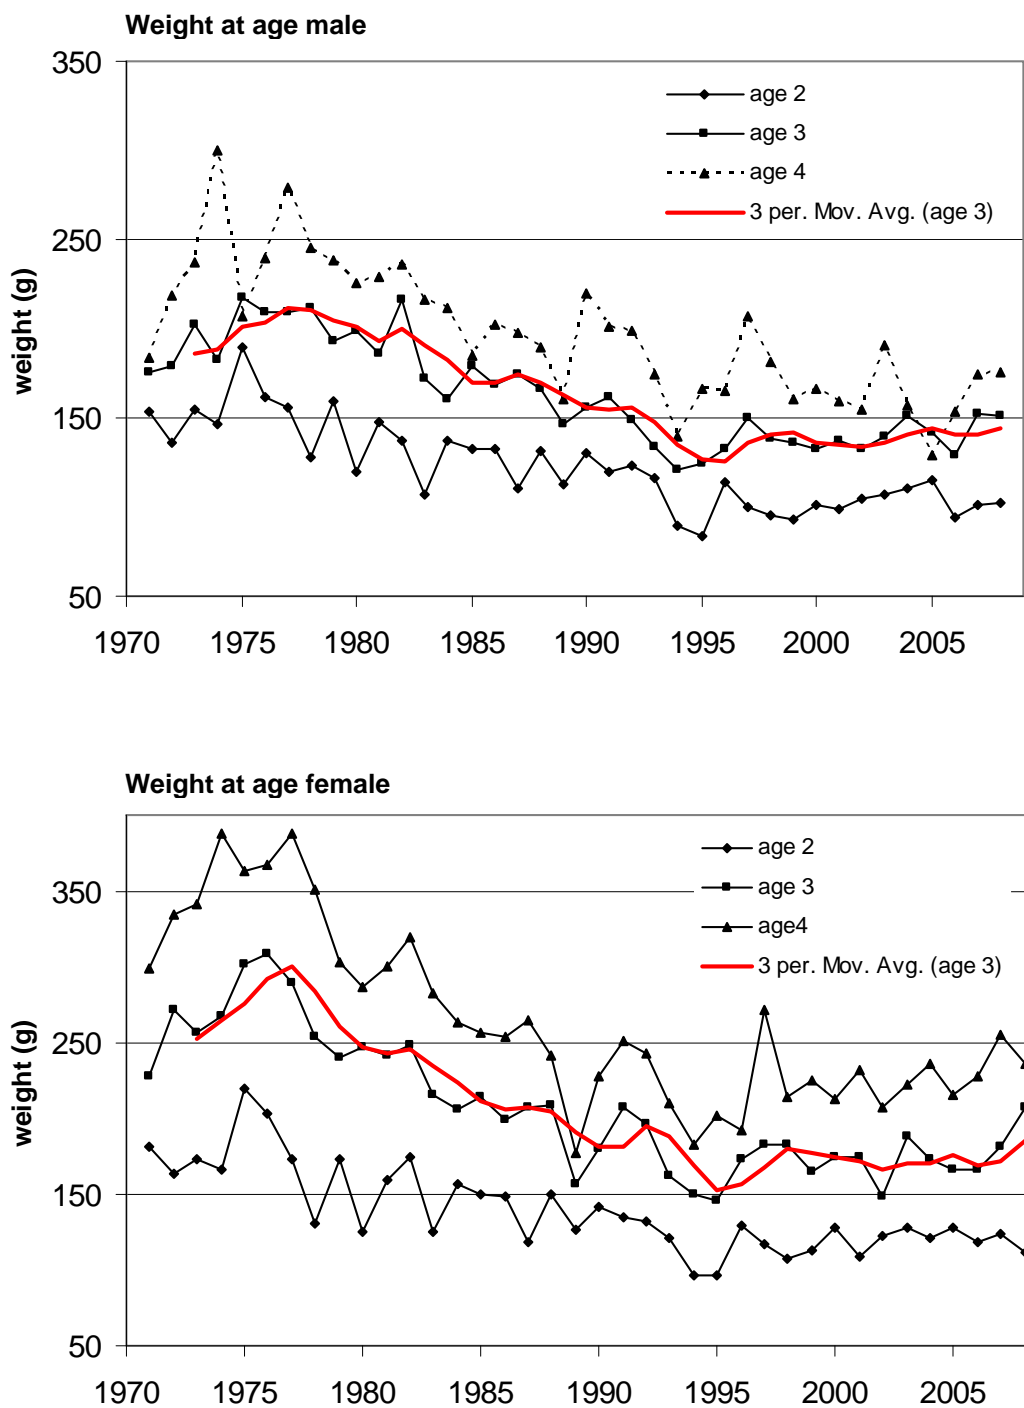 Weight at age male
350
250
150
50
weight (g)
age 2
age 3
age 4
3 per. Mov. Avg. (age 3)
1970 1975 1980 1985 1990 1995 2000 2005
Weight at age female
350
250
150
50
weight (g)
age 2
age 3
age4
3 per. Mov. Avg. (age 3)
1970 1975 1980 1985 1990 1995 2000 2005